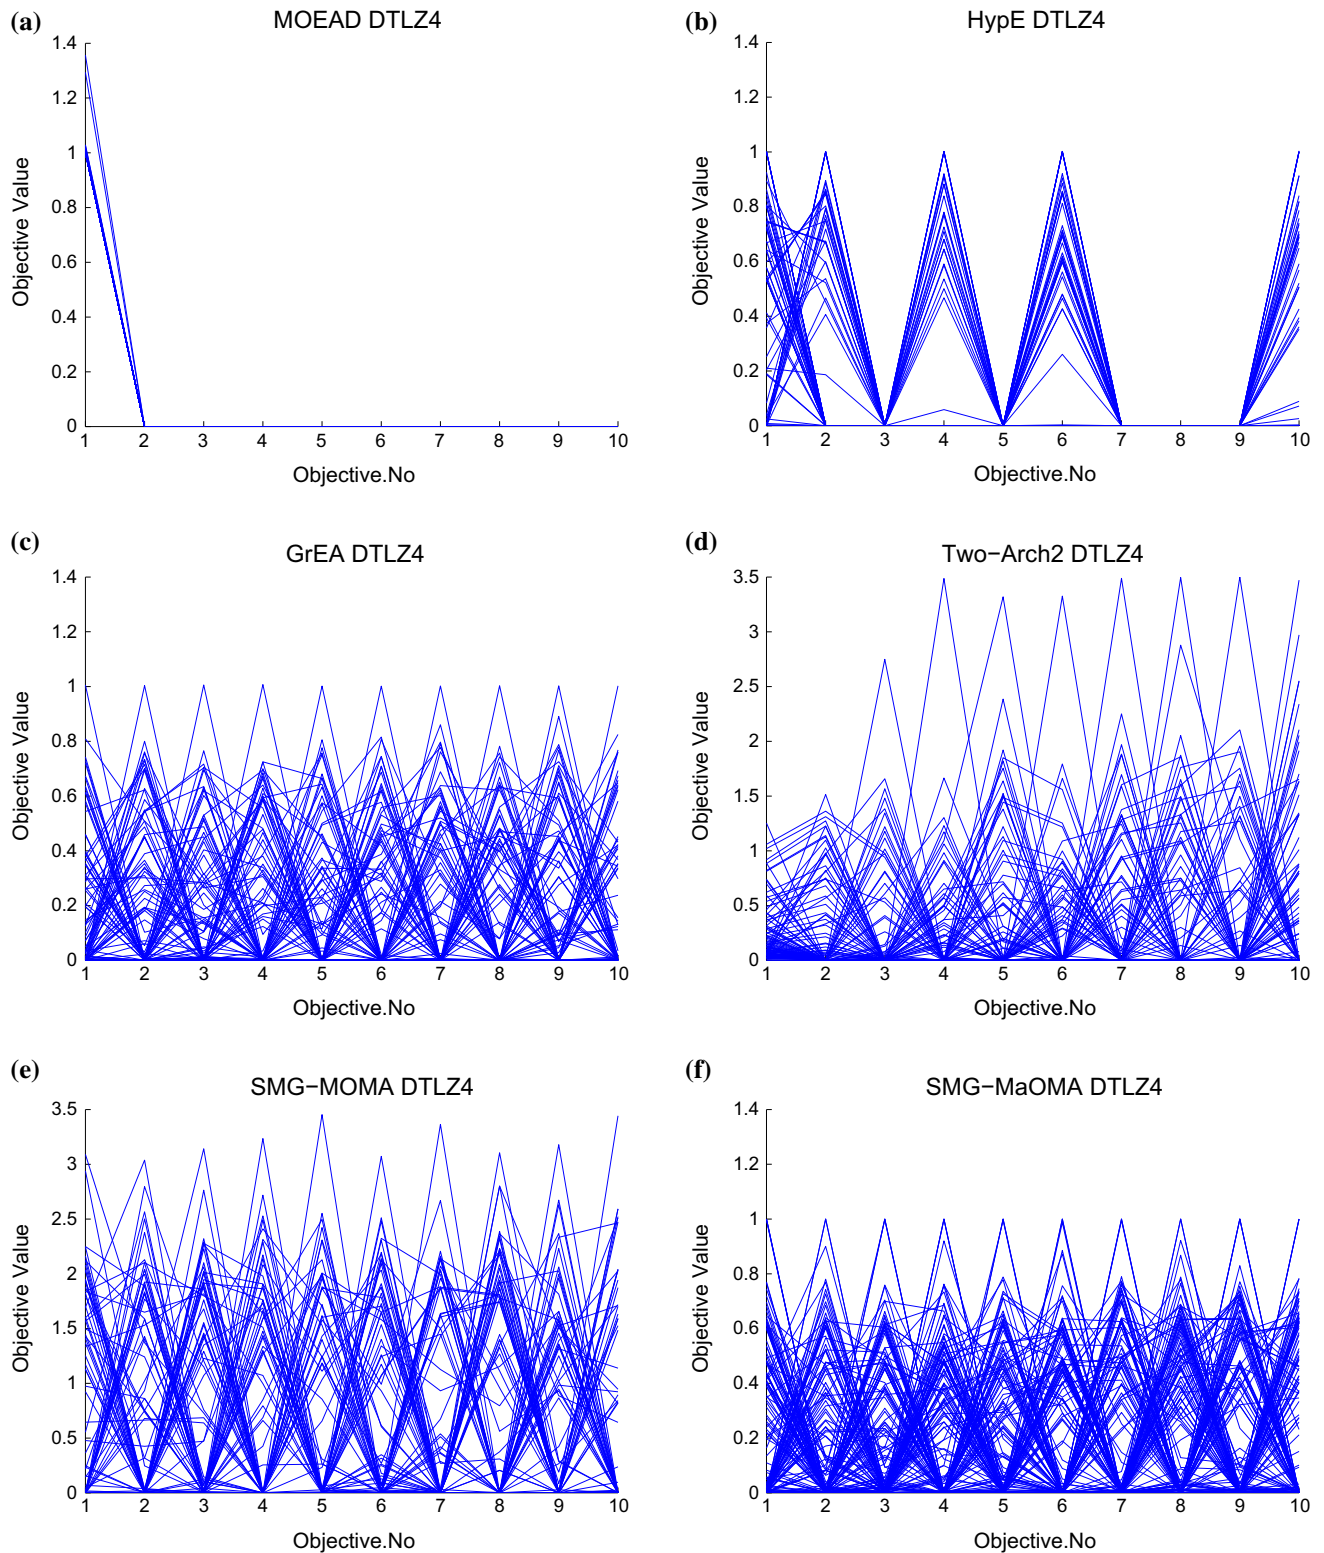 (a)
MOEAD DTLZ4
1.4
1.2
1
0.8
0.6
0.4
0.2
0
Objective Value
1 2 3 4 5 6 7 8 9 10
Objective.No
(b)
HypE DTLZ4
1.4
1.2
1
0.8
0.6
0.4
0.2
0
Objective Value
1 2 3 4 5 6 7 8 9 10
Objective.No
(c)
GrEA DTLZ4
1.4
1.2
1
0.8
0.6
0.4
0.2
0
Objective Value
1 2 3 4 5 6 7 8 9 10
Objective.No
(d)
Two−Arch2 DTLZ4
3.5
3
2.5
2
1.5
1
0.5
0
Objective Value
1 2 3 4 5 6 7 8 9 10
Objective.No
(e)
SMG−MOMA DTLZ4
3.5
3
2.5
2
1.5
1
0.5
0
Objective Value
1 2 3 4 5 6 7 8 9 10
Objective.No
(f)
SMG−MaOMA DTLZ4
1.4
1.2
1
0.8
0.6
0.4
0.2
0
Objective Value
1 2 3 4 5 6 7 8 9 10
Objective.No